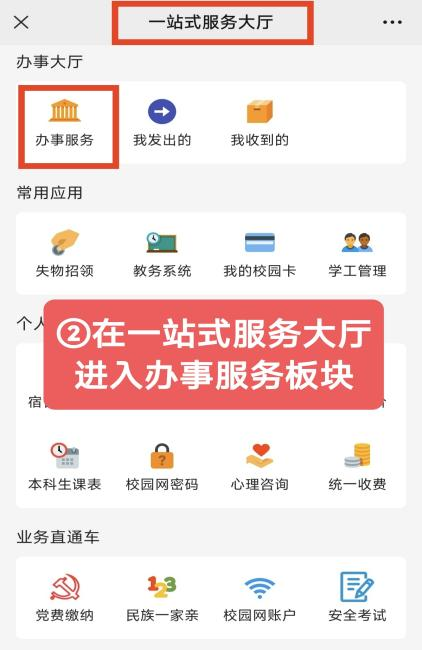 一站式服务大厅
办事大厅
办事服务 我发出的 我收到的
常用应用
失物招领 教务系统 我的校园卡 学工管理
个人
②在一站式服务大厅
进入办事服务板块
本科生课表 校园网密码 心理咨询 统一收费
业务直通车
党费缴纳 民族一家亲 校园网账户 安全考试